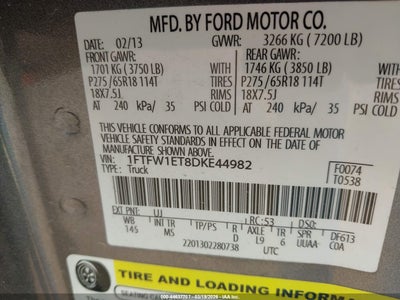 MFD. BY FORD MOTOR CO.
02/13 GVWR: 3266 KG ( 7200 LB)
FRONT GAWR: REAR GAWR:
1701 KG ( 3750 LB) WITH 1746 KG ( 3850 LB) WITH
P275 /65R18 114T TIRES P275 /65R18 114T TIRES
18X7.5J RIMS 18X7.5J RIMS
AT 240 kPa/ 35 PSI COLD AT 240 kPa/ 35 PSI COLD
THIS VEHICLE CONFORMS TO ALL APPLICABLE FEDERAL MOTOR
VEHICLE SAFETY STANDARDS IN EFFECT ON THE DATE OF
MANUFACTURE SHOWN ABOVE.
VIN: 1FTFW1ET8DKE44982
TYPE: Truck
F0074
T0538
EXT PNT: UJ RC: 53 DSO:
WB INT TR TP/PS R AXLE TR SPR DF613
145 MS D L9 6 UUAA COA
2201302280738 UTC
TIRE AND LOADING INFORMATION